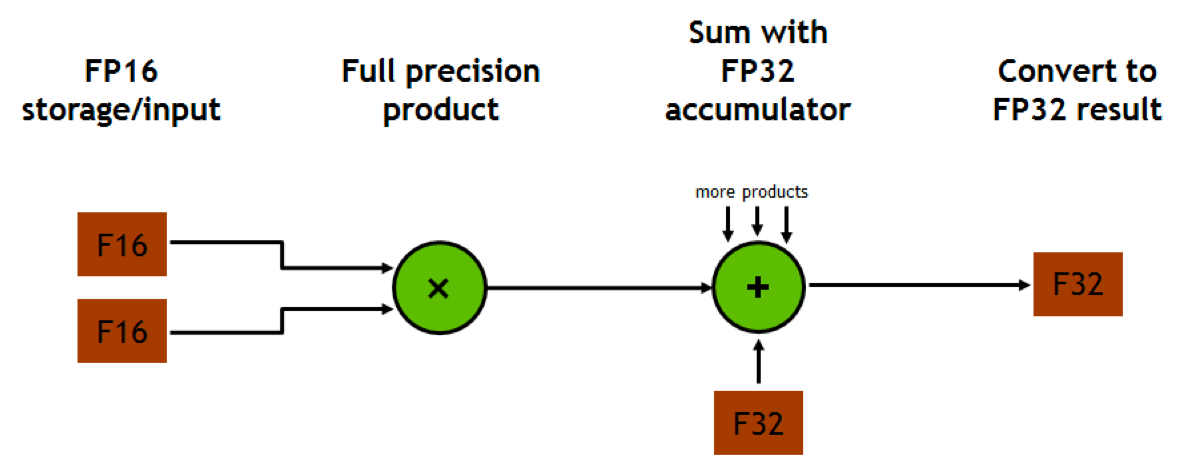 FP16
storage/input
Full precision
product
Sum with
FP32
accumulator
Convert to
FP32 result
more products
F16
F16
×
+
F32
F32